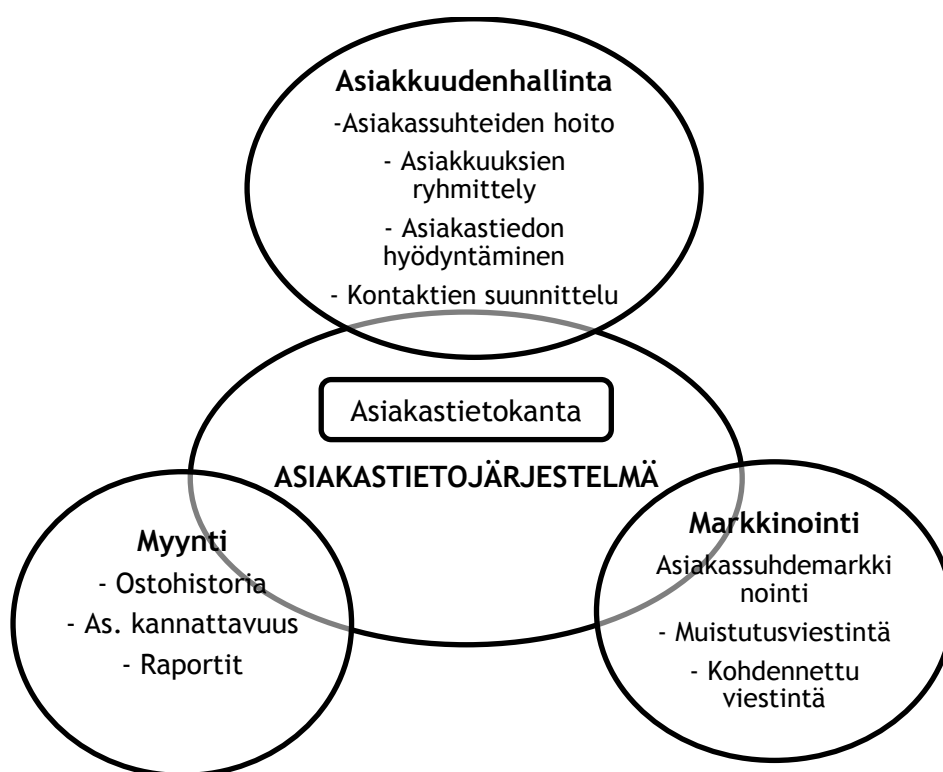 Asiakkuudenhallinta
-Asiakassuhteiden hoito
- Asiakkuuksien
ryhmittely
- Asiakastiedon
hyödyntäminen
- Kontaktien suunnittelu
Asiakastietokanta
ASIAKASTIETOJÄRJESTELMÄ
Myynti
- Ostohistoria
- As. kannattavuus
- Raportit
Markkinointi
Asiakassuhdemarkki
nointi
- Muistutusviestintä
- Kohdennettu
viestintä